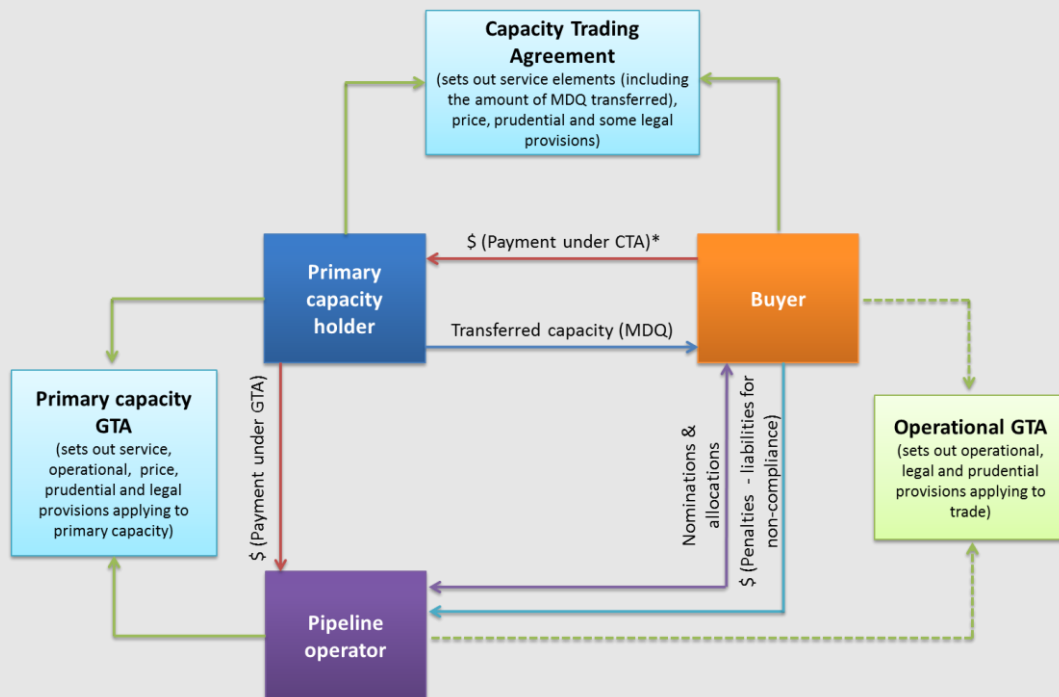 Capacity Trading
Agreement
(sets out service elements (including
the amount of MDQ transferred),
price, prudential and some legal
provisions)
Primary
capacity
holder
$ (Payment under CTA)*
Transferred capacity (MDQ)
Buyer
Primary capacity
GTA
(sets out service,
operational, price,
prudential and legal
provisions applying to
primary capacity)
$ (Payment under GTA)
Nominations &
allocations
$ (Penalties - liabilities for
non-compliance)
Operational GTA
(sets out operational,
legal and prudential
provisions applying to
trade)
Pipeline
operator